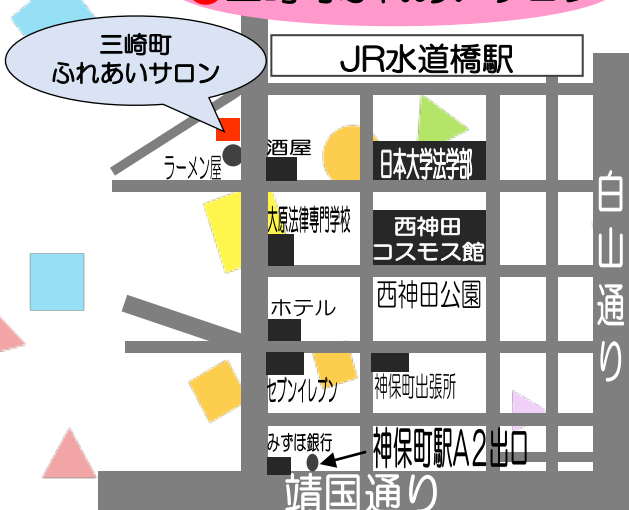 三崎町
ふれあいサロン
JR水道橋駅
酒屋
ラーメン屋
日本大学法学部
大原法律専門学校
西神田
コスモス館
白山通り
ホテル
西神田公園
セブンイレブン
神保町出張所
みずほ銀行
神保町駅A2出口
靖国通り